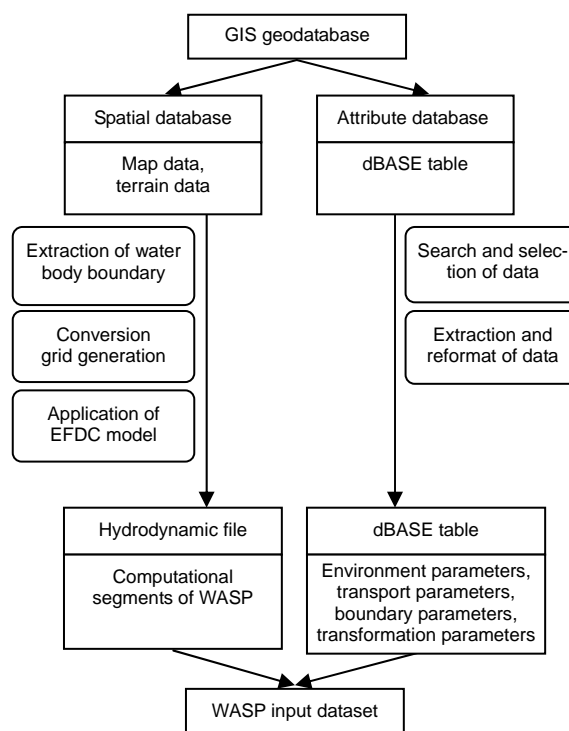 GIS geodatabase
Spatial database
Map data,
terrain data
Attribute database
dBASE table
Extraction of water
body boundary
Conversion
grid generation
Application of
EFDC model
Search and selec-
tion of data
Extraction and
reformat of data
Hydrodynamic file
Computational
segments of WASP
dBASE table
Environment parameters,
transport parameters,
boundary parameters,
transformation parameters
WASP input dataset